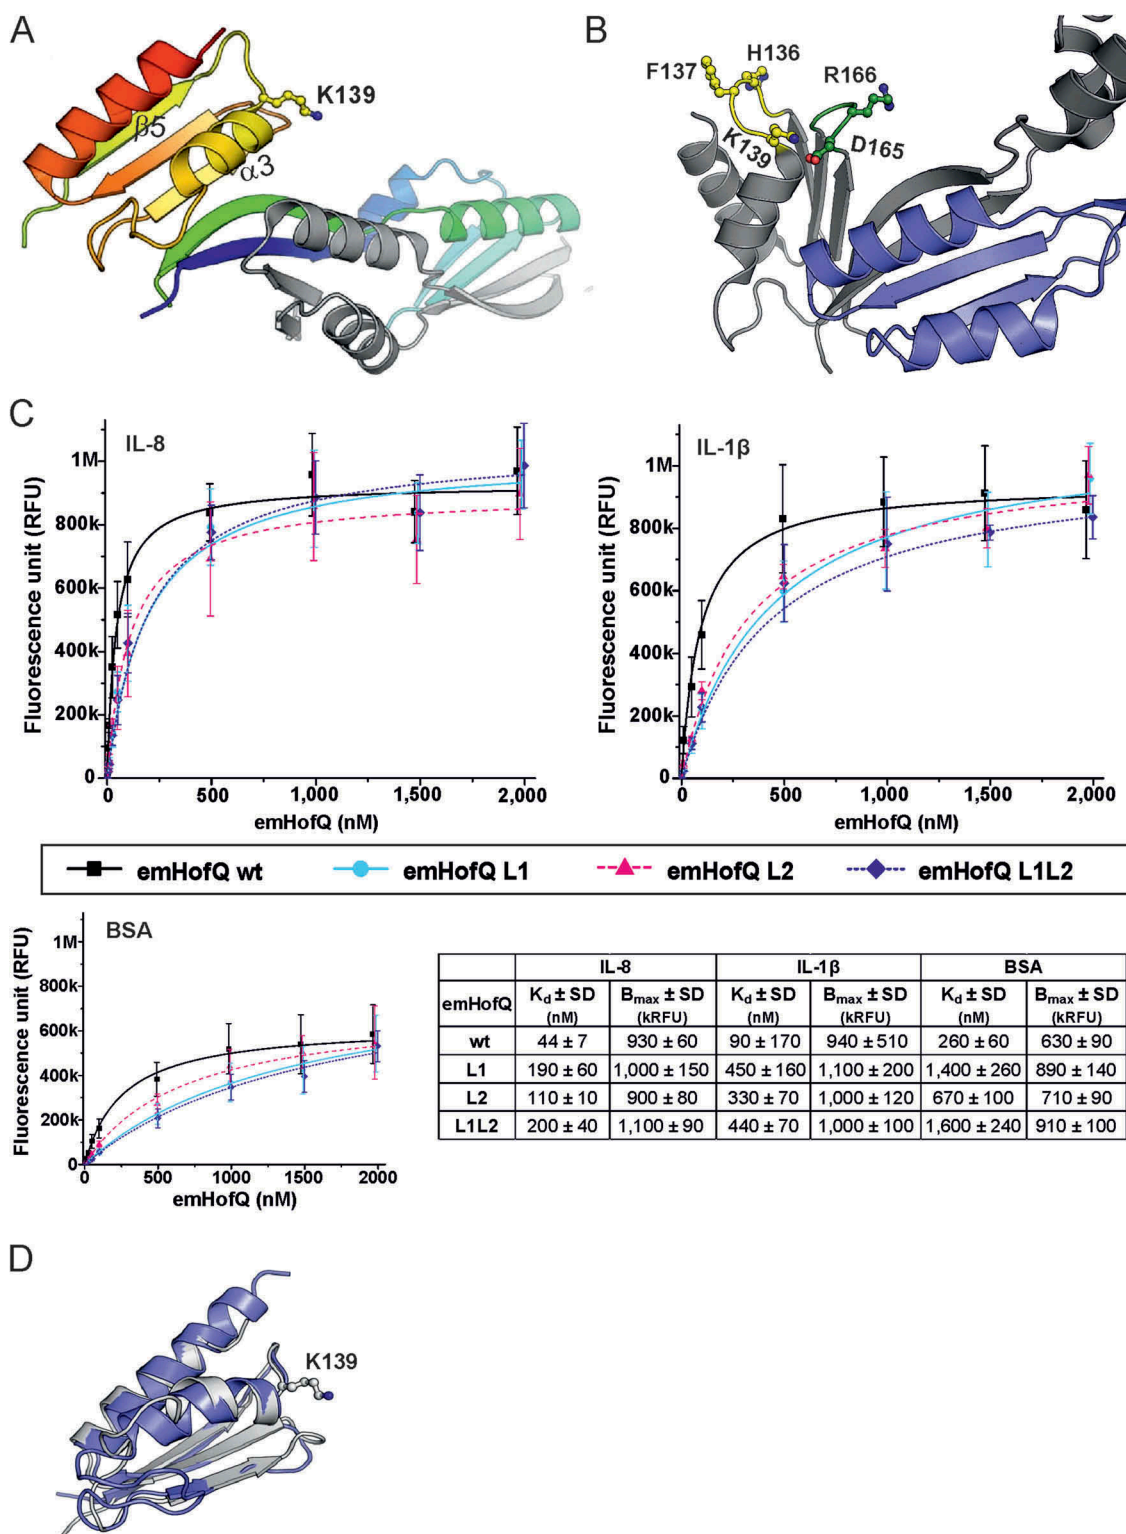 A
K139
β5
α3
B
H136
F137
R166
K139
D165
C
IL-8
Fluorescence unit (RFU)
1M
800k
600k
400k
200k
0
0 500 1,000 1,500 2,000
emHofQ (nM)
IL-1β
Fluorescence unit (RFU)
1M
800k
600k
400k
200k
0
0 500 1,000 1,500 2,000
emHofQ (nM)
emHofQ wt emHofQ L1 emHofQ L2 emHofQ L1L2
BSA
Fluorescence unit (RFU)
1M
800k
600k
400k
200k
0
0 500 1000 1500 2000
emHofQ (nM)
IL-8 IL-1β BSA
emHofQ Kd ± SD (nM) Bmax ± SD (kRFU) Kd ± SD (nM) Bmax ± SD (kRFU) Kd ± SD (nM) Bmax ± SD (kRFU)
wt 44 ± 7 930 ± 60 90 ± 170 940 ± 510 260 ± 60 630 ± 90
L1 190 ± 60 1,000 ± 150 450 ± 160 1,100 ± 200 1,400 ± 260 890 ± 140
L2 110 ± 10 900 ± 80 330 ± 70 1,000 ± 120 670 ± 100 710 ± 90
L1L2 200 ± 40 1,100 ± 90 440 ± 70 1,000 ± 100 1,600 ± 240 910 ± 100
D
K139